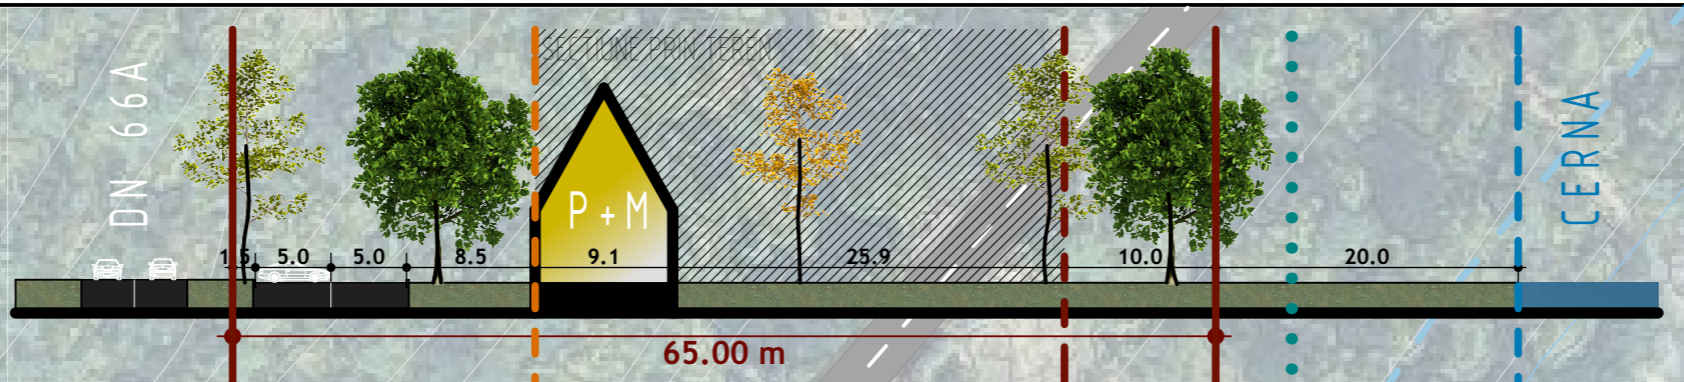 SECTIUNE PRIN TEREN
DN 66A
P + M
CERNA
1.5
5.0
5.0
8.5
9.1
25.9
10.0
20.0
65.00 m